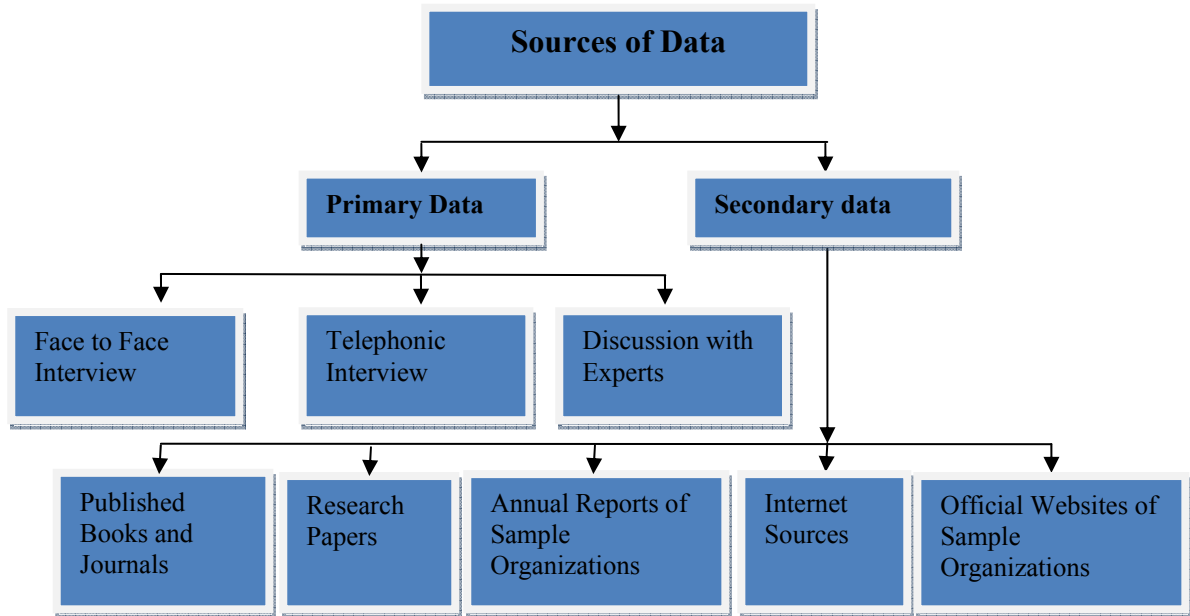 Sources of Data
Primary Data
Secondary data
Face to Face
Interview
Telephonic
Interview
Discussion with
Experts
Published
Books and
Journals
Research
Papers
Annual Reports of
Sample
Organizations
Internet
Sources
Official Websites of
Sample
Organizations